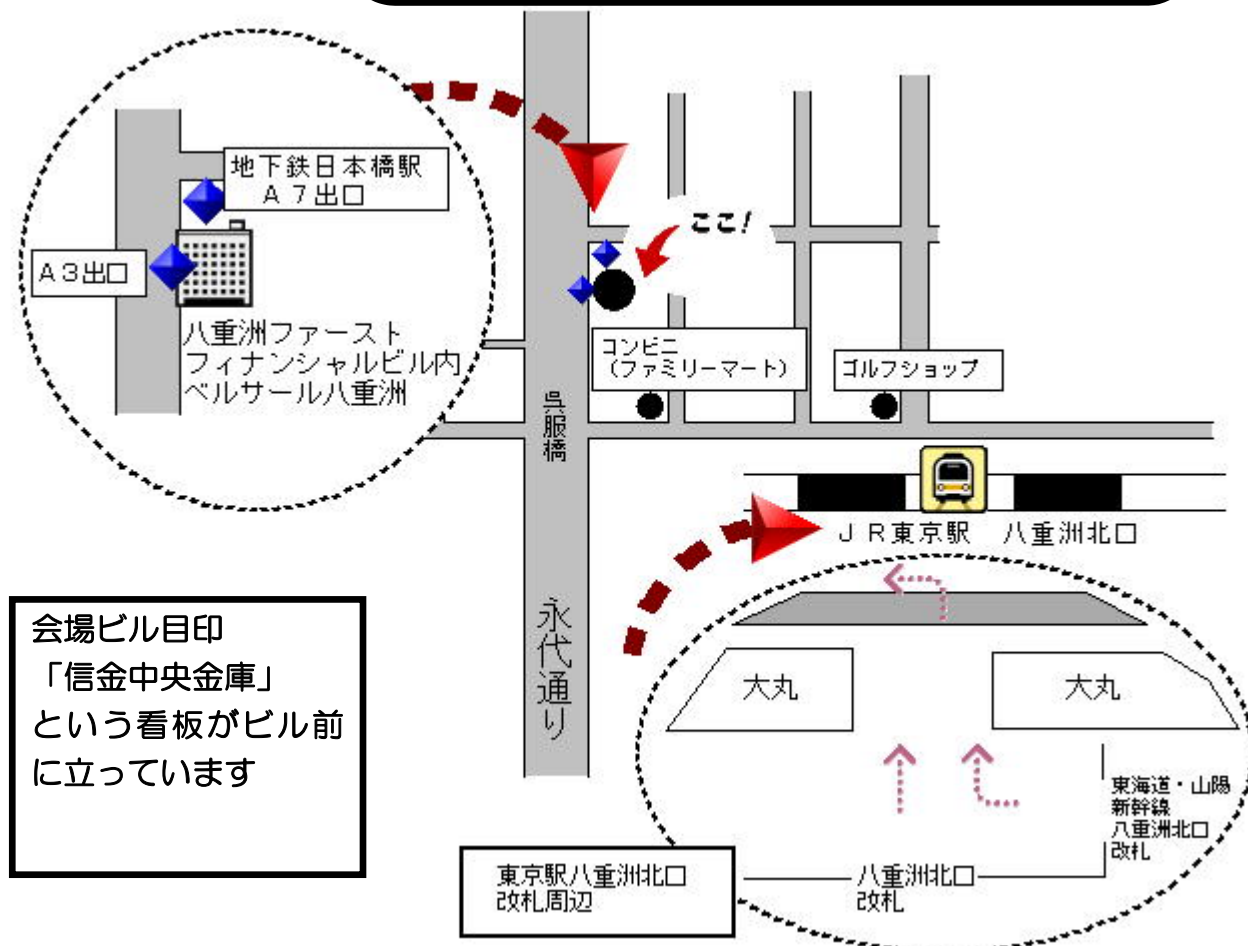 地下鉄日本橋駅
A7出口
A3出口
八重洲ファースト
フィナンシャルビル内
ベルサール八重洲
ここ!
コンビニ
(ファミリーマート)
ゴルフショップ
呉服橋
JR東京駅 八重洲北口
永代通り
会場ビル目印
「信金中央金庫」
という看板がビル前
に立っています
大丸
大丸
東海道・山陽
新幹線
八重洲北口
改札
八重洲北口
改札
東京駅八重洲北口
改札周辺